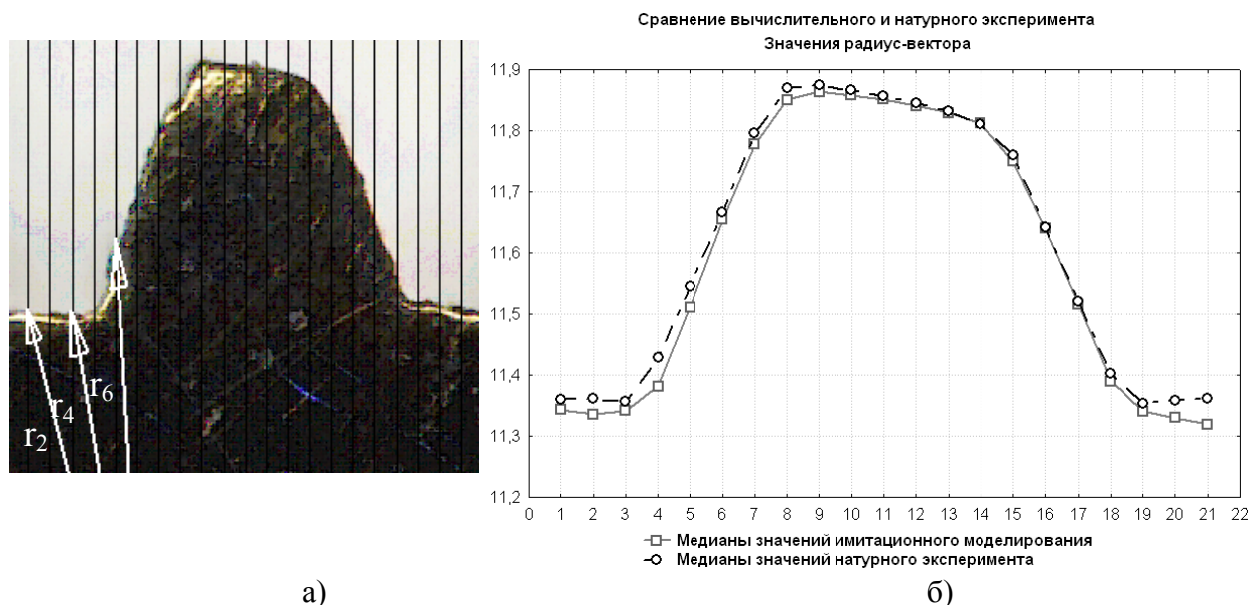 Сравнение вычислительного и натурного эксперимента
Значения радиус-вектора
11,9
11,8
11,7
11,6
11,5
11,4
11,3
11,2
0 1 2 3 4 5 6 7 8 9 10 11 12 13 14 15 16 17 18 19 20 21 22
Медианы значений имитационного моделирования
Медианы значений натурного эксперимента
r6
r4
r2
а)
б)